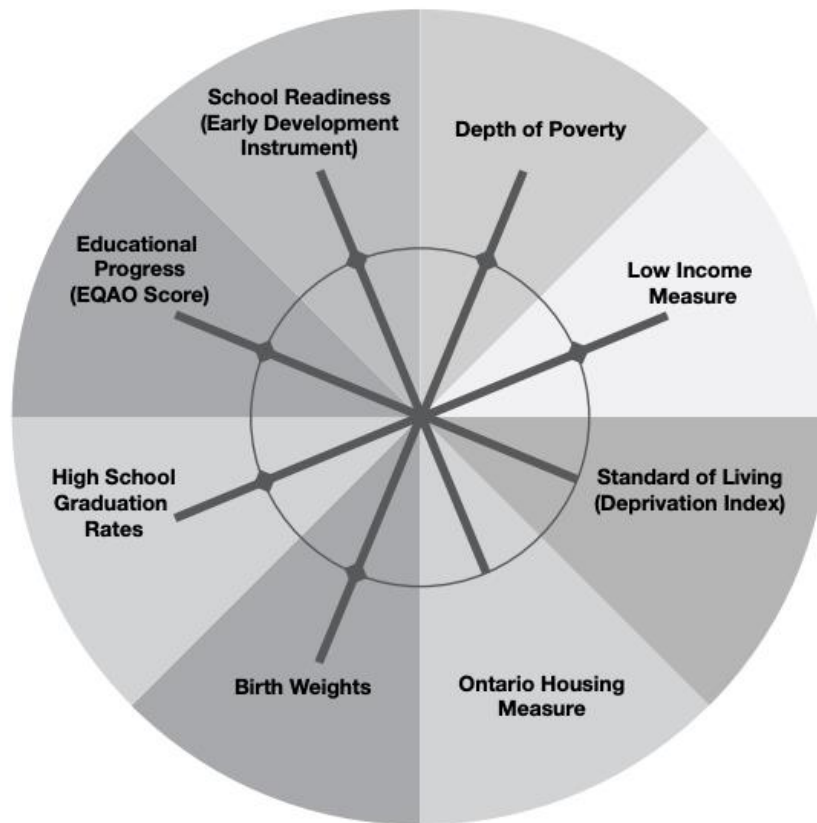 School Readiness
(Early Development
Instrument)
Depth of Poverty
Educational
Progress
(EQAO Score)
Low Income
Measure
High School
Graduation
Rates
Standard of Living
(Deprivation Index)
Birth Weights
Ontario Housing
Measure